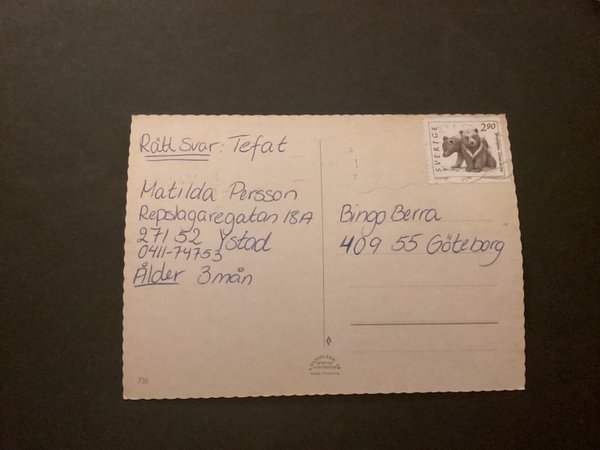 Rätt Svar: Tefat
Matilda Persson
Repslagaregatan 18A
271 52 Ystad
0411-74753
Ålder 3mån
SVERIGE
2.90
Bingo Berra
409 55 Göteborg
735